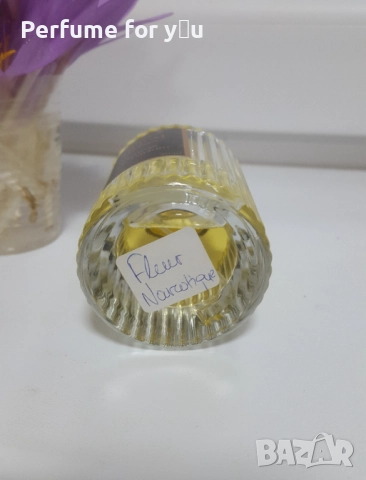 Perfume for y▯u
Fleur
Narcotique
BAZAR